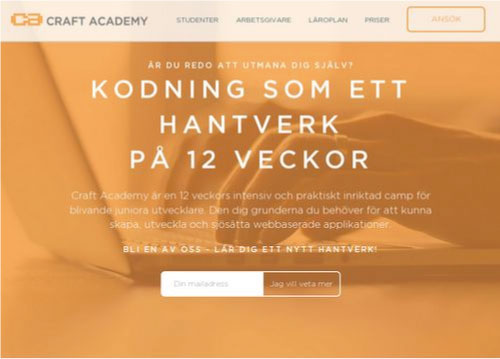 CA CRAFT ACADEMY STUDENTER ARBETSGIVARE LÄROPLAN PRISER ANSÖK
ÄR DU REDO ATT UTMANA DIG SJÄLV?
KODNING SOM ETT
HANTVERK
PÅ 12 VECKOR
Craft Academy är en 12 veckors intensiv och praktiskt inriktad camp för
blivande juniora utvecklare. Den dig grunderna du behöver för att kunna
skapa, utveckla och sjösätta webbaserade applikationer.
BLI EN AV OSS - LÄR DIG ETT NYTT HANTVERK!
Din mailadress Jag vill veta mer